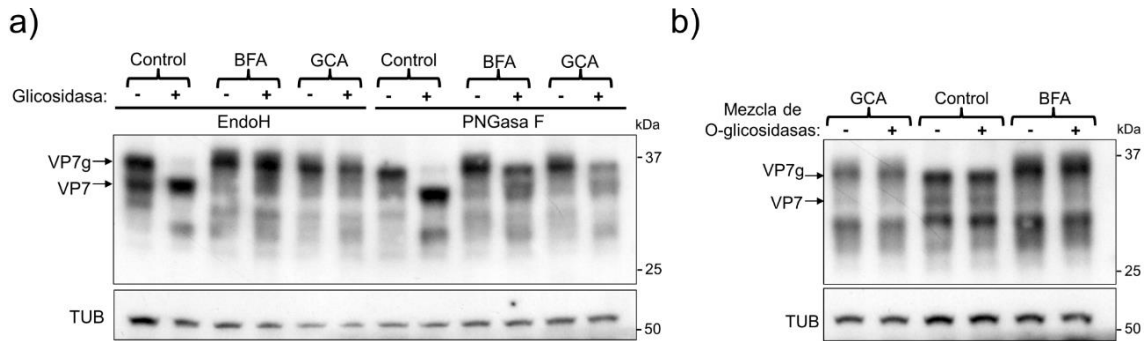 a)
Control BFA GCA Control BFA GCA
Glicosidasa: - + - + - + - + - + - +
EndoH PNGasa F
kDa
VP7g
VP7
37
25
TUB
50
b)
GCA Control BFA
Mezcla de
O-glicosidasas: - + - + - +
kDa
VP7g
VP7
37
25
TUB
50